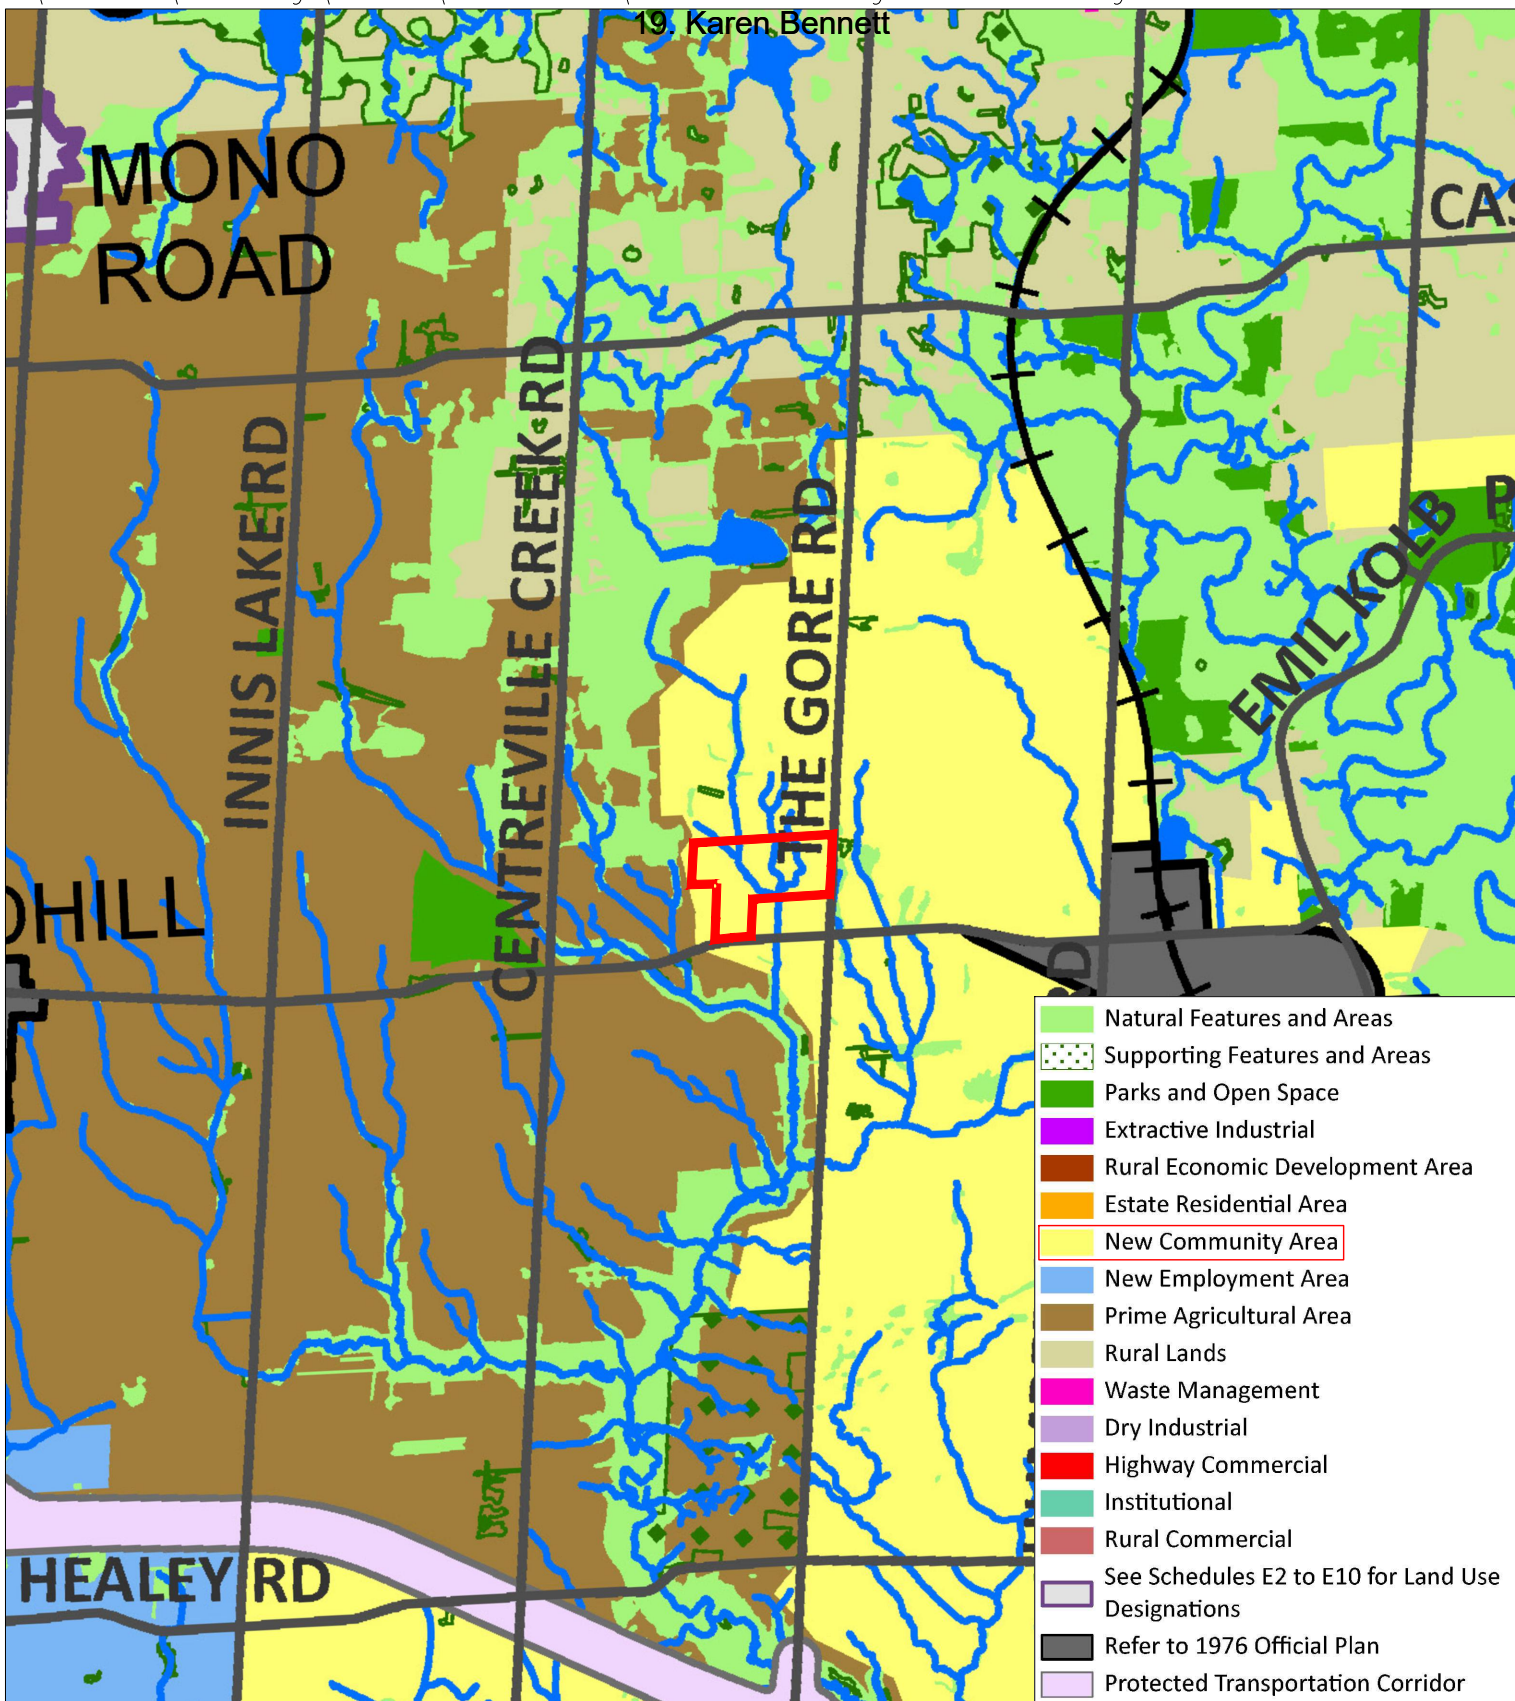 19. Karen Bennett
MONO
ROAD
CAS
INNIS LAKE RD
CENTREVILLE CREEK RD
THE GORE RD
EMIL KOLB P
OHILL
D
HEALEY RD
Natural Features and Areas
Supporting Features and Areas
Parks and Open Space
Extractive Industrial
Rural Economic Development Area
Estate Residential Area
New Community Area
New Employment Area
Prime Agricultural Area
Rural Lands
Waste Management
Dry Industrial
Highway Commercial
Institutional
Rural Commercial
See Schedules E2 to E10 for Land Use
Designations
Refer to 1976 Official Plan
Protected Transportation Corridor